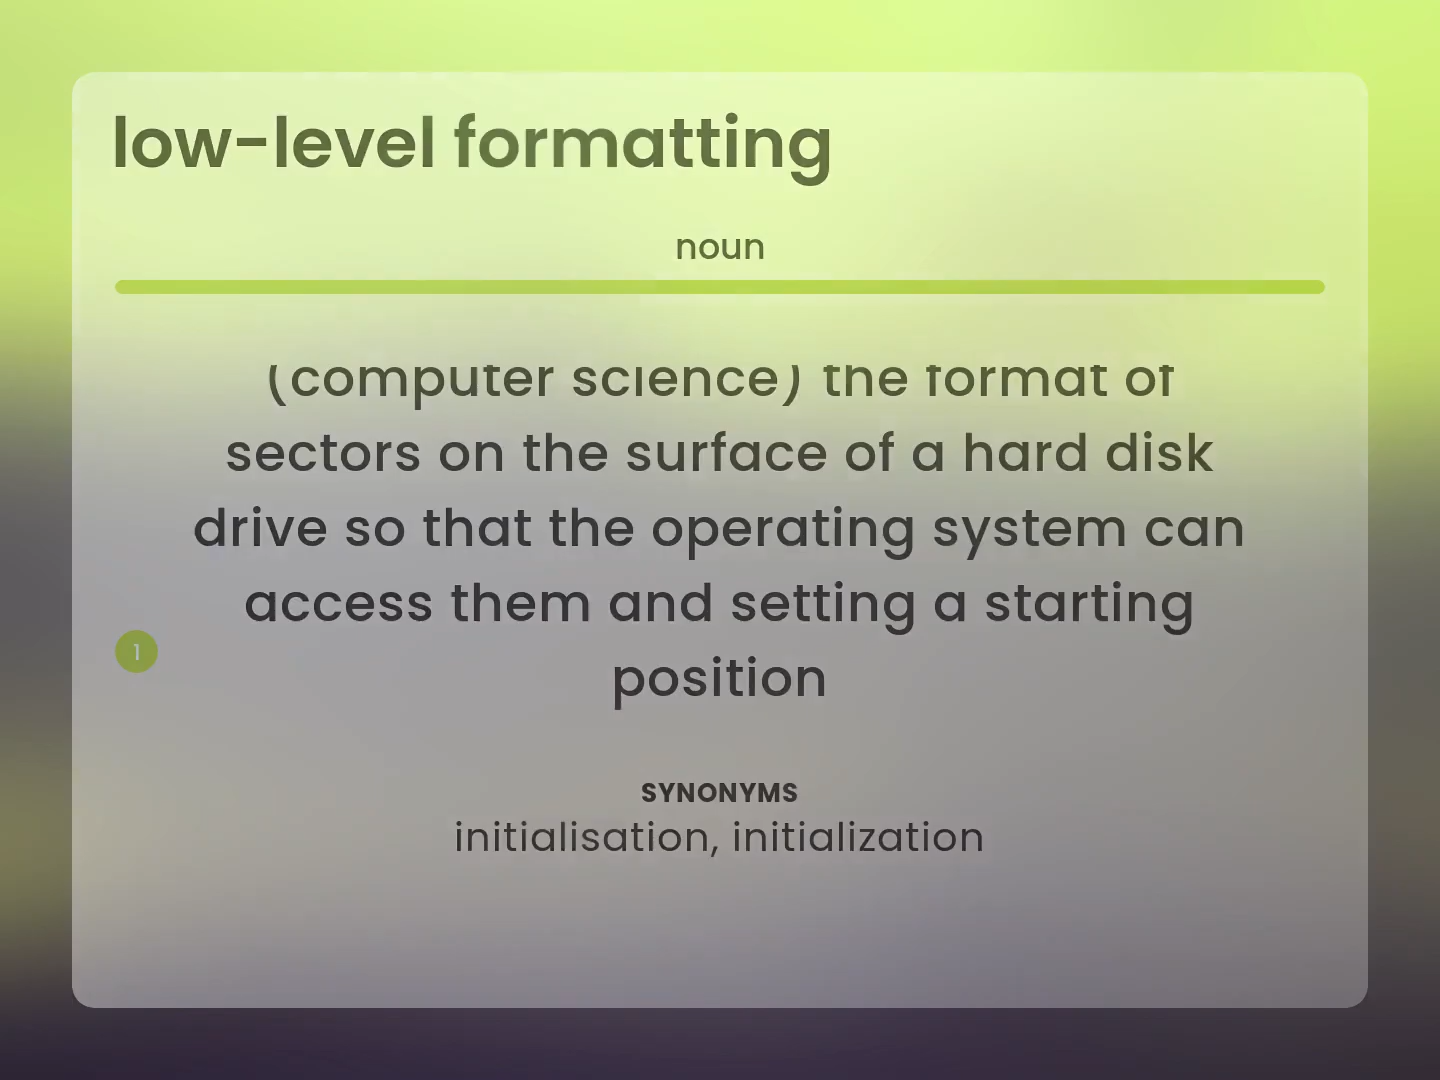 low-level formatting
noun
(computer science) the format of
sectors on the surface of a hard disk
drive so that the operating system can
access them and setting a starting
position
1
SYNONYMS
initialisation, initialization